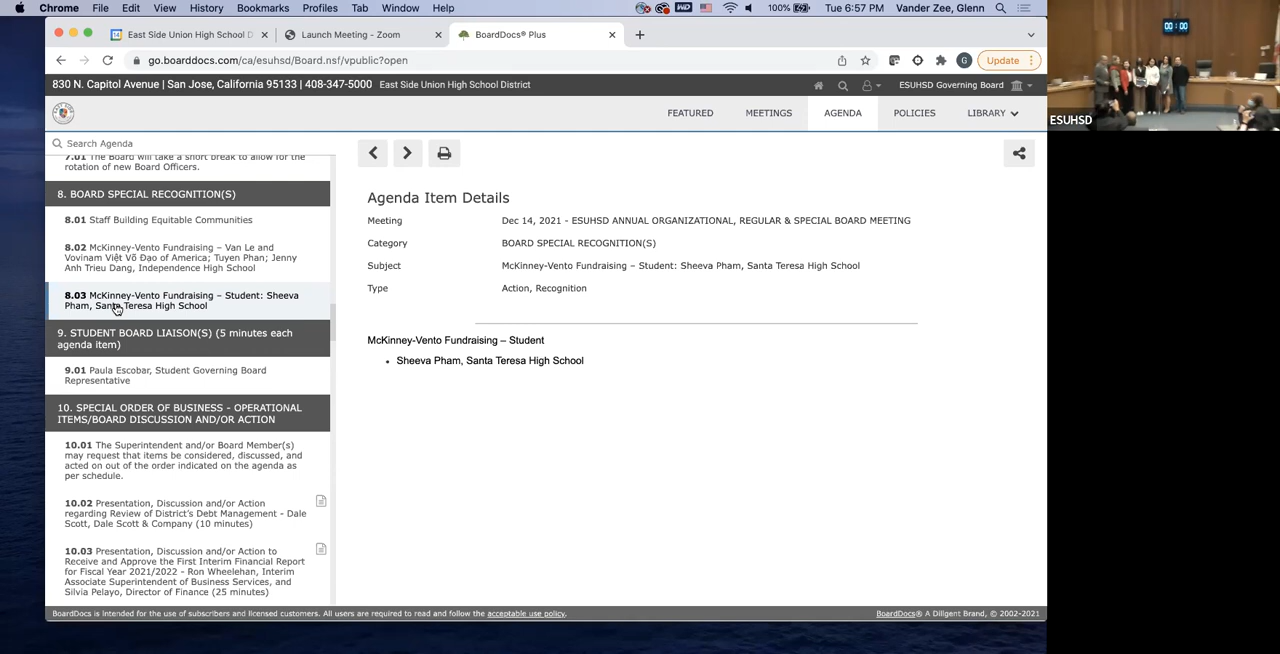 Chrome File Edit View History Bookmarks Profiles Tab Window Help
100% Tue 6:57 PM Vander Zee, Glenn
East Side Union High School D
Launch Meeting - Zoom
BoardDocs® Plus
go.boarddocs.com/ca/esuhsd/Board.nsf/vpublic?open
G
Update
830 N. Capitol Avenue | San Jose, California 95133 | 408-347-5000 East Side Union High School District
ESUHSD Governing Board
FEATURED MEETINGS AGENDA POLICIES LIBRARY
Search Agenda
7.01 The Board will take a short break to allow for the
rotation of new Board Officers.
8. BOARD SPECIAL RECOGNITION(S)
8.01 Staff Building Equitable Communities
8.02 McKinney-Vento Fundraising – Van Le and
Vovinam Việt Võ Đạo of America; Tuyen Phan; Jenny
Anh Trieu Dang, Independence High School
8.03 McKinney-Vento Fundraising – Student: Sheeva
Pham, Santa Teresa High School
9. STUDENT BOARD LIAISON(S) (5 minutes each
agenda item)
9.01 Paula Escobar, Student Governing Board
Representative
10. SPECIAL ORDER OF BUSINESS - OPERATIONAL
ITEMS/BOARD DISCUSSION AND/OR ACTION
10.01 The Superintendent and/or Board Member(s)
may request that items be considered, discussed, and
acted on out of the order indicated on the agenda as
per schedule.
10.02 Presentation, Discussion and/or Action
regarding Review of District's Debt Management - Dale
Scott, Dale Scott & Company (10 minutes)
10.03 Presentation, Discussion and/or Action to
Receive and Approve the First Interim Financial Report
for Fiscal Year 2021/2022 - Ron Wheelehan, Interim
Associate Superintendent of Business Services, and
Silvia Pelayo, Director of Finance (25 minutes)
Agenda Item Details
Meeting Dec 14, 2021 - ESUHSD ANNUAL ORGANIZATIONAL, REGULAR & SPECIAL BOARD MEETING
Category BOARD SPECIAL RECOGNITION(S)
Subject McKinney-Vento Fundraising – Student: Sheeva Pham, Santa Teresa High School
Type Action, Recognition
McKinney-Vento Fundraising – Student
• Sheeva Pham, Santa Teresa High School
BoardDocs is intended for the use of subscribers and licensed customers. All users are required to read and follow the acceptable use policy.
BoardDocs® A Diligent Brand, © 2002-2021
00:00
ESUHSD